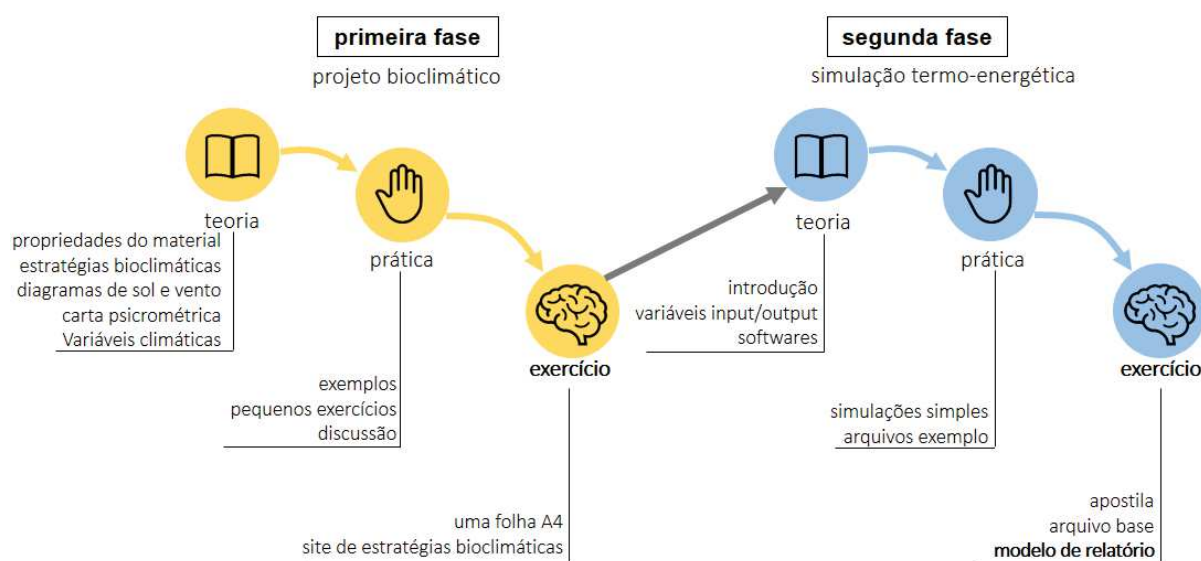 primeira fase
projeto bioclimático
teoria
propriedades do material
estratégias bioclimáticas
diagramas de sol e vento
carta psicrométrica
Variáveis climáticas
prática
exemplos
pequenos exercícios
discussão
exercício
uma folha A4
site de estratégias bioclimáticas
segunda fase
simulação termo-energética
teoria
introdução
variáveis input/output
softwares
prática
simulações simples
arquivos exemplo
exercício
apostila
arquivo base
modelo de relatório